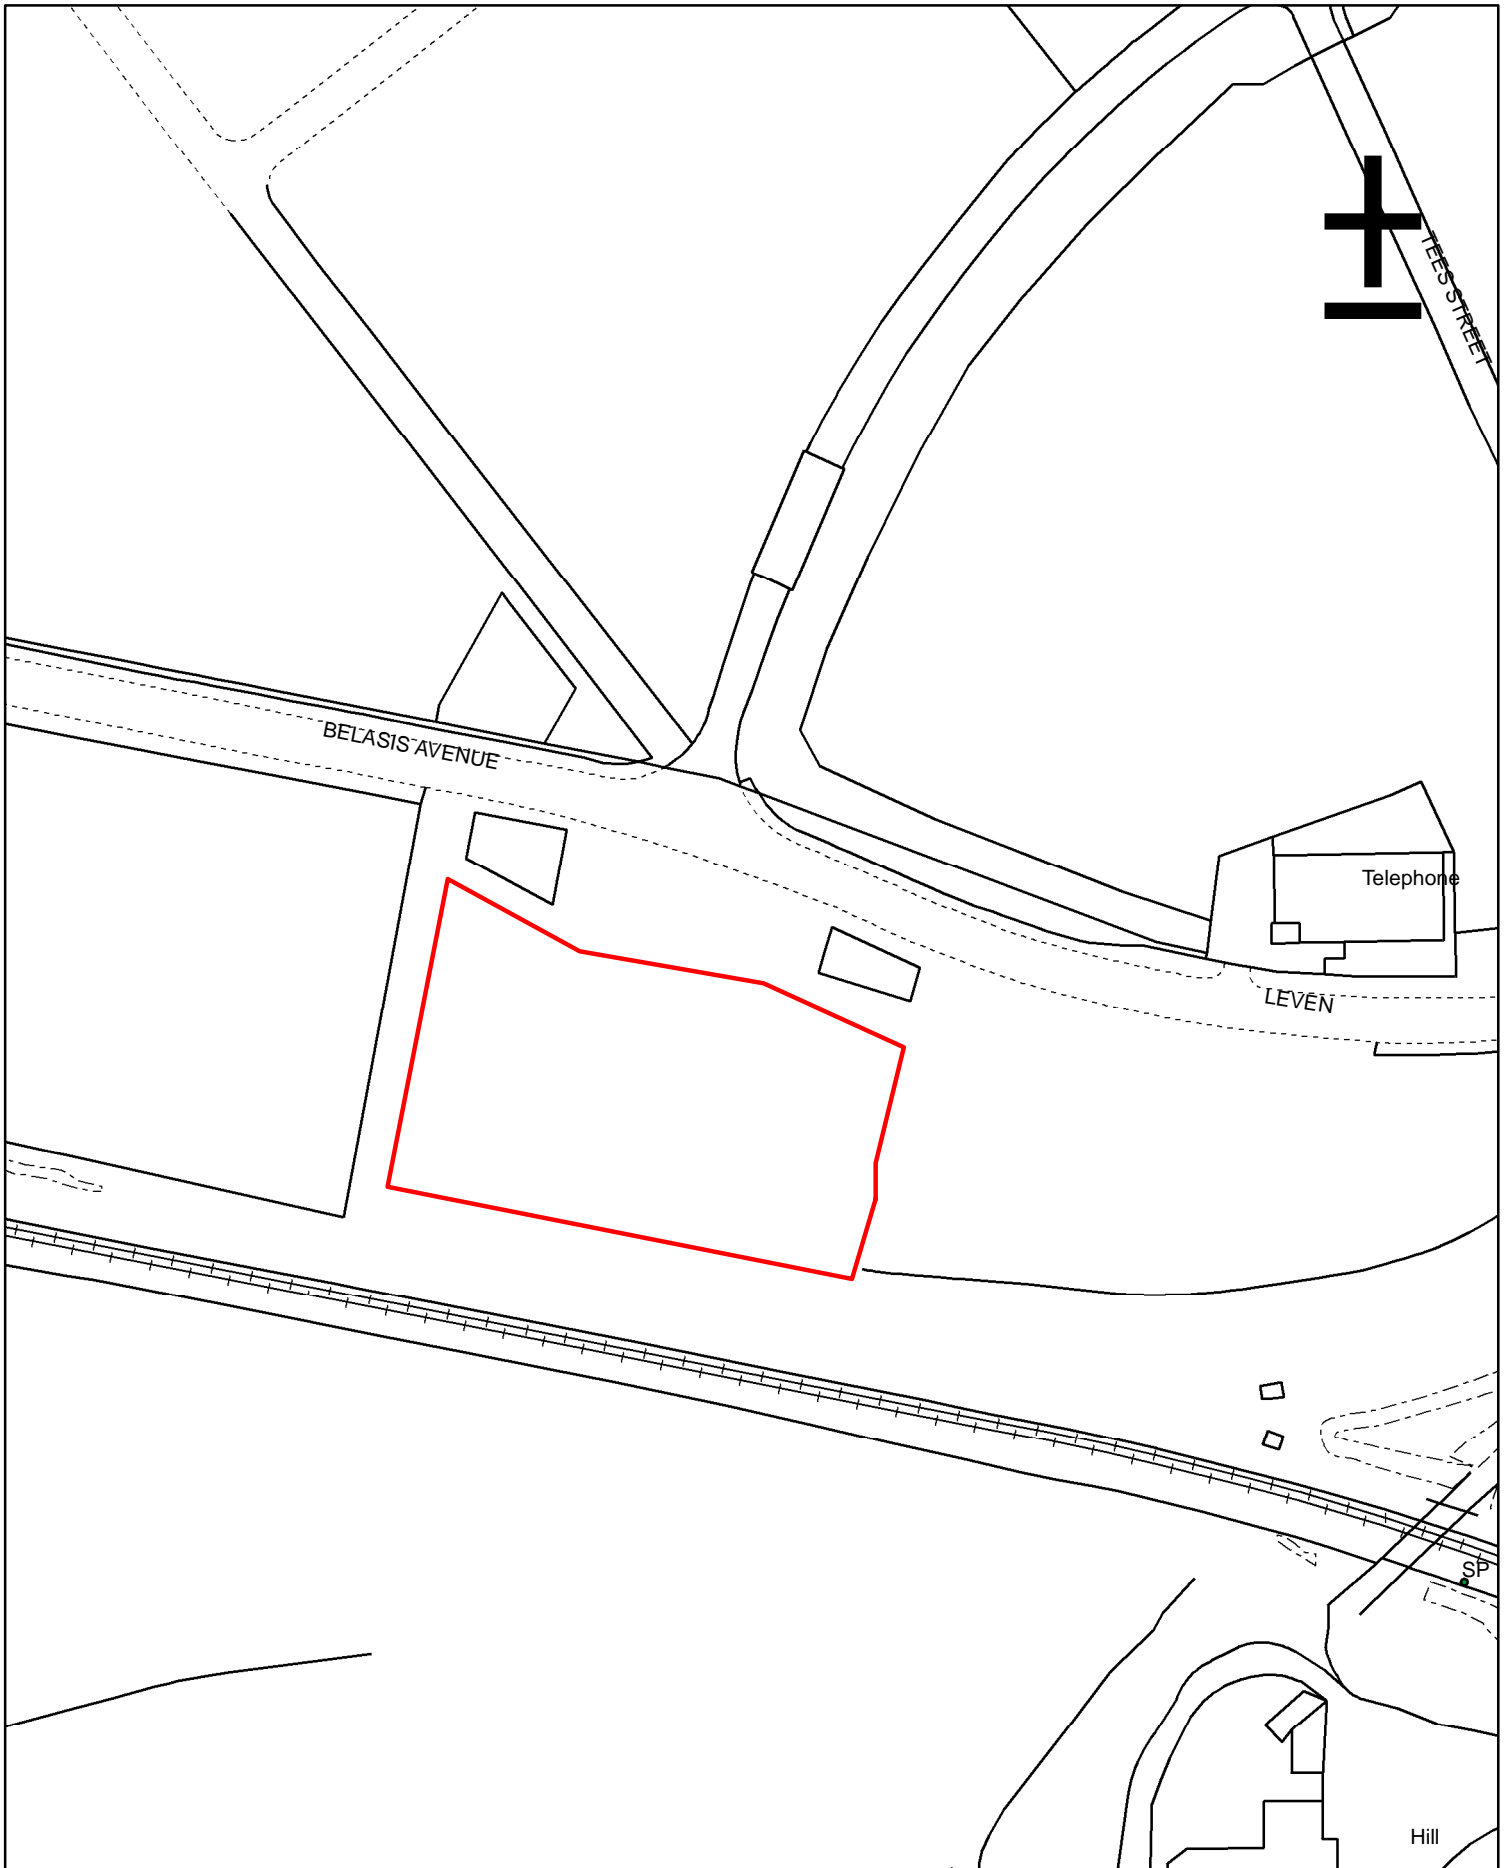 TEES STREET
BELASIS AVENUE
Telephone
LEVEN
SP
Hill